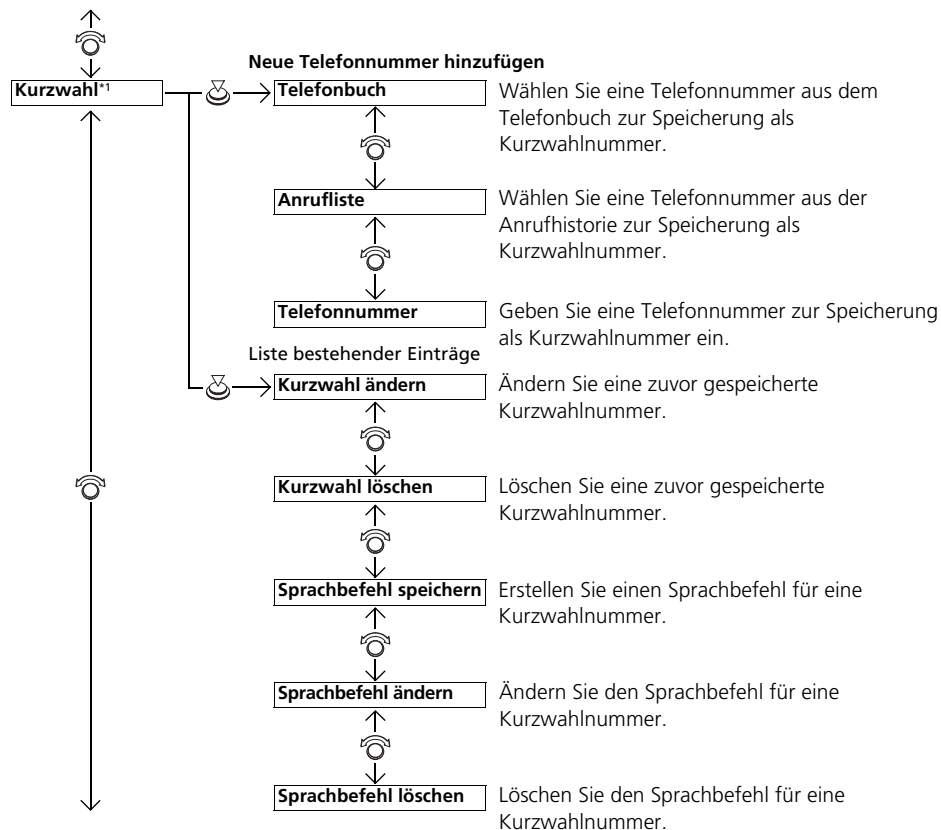 Neue Telefonnummer hinzufügen
Kurzwahl*1
Telefonbuch
Wählen Sie eine Telefonnummer aus dem
Telefonbuch zur Speicherung als
Kurzwahlnummer.
Anrufliste
Wählen Sie eine Telefonnummer aus der
Anrufhistorie zur Speicherung als
Kurzwahlnummer.
Telefonnummer
Geben Sie eine Telefonnummer zur Speicherung
als Kurzwahlnummer ein.
Liste bestehender Einträge
Kurzwahl ändern
Ändern Sie eine zuvor gespeicherte
Kurzwahlnummer.
Kurzwahl löschen
Löschen Sie eine zuvor gespeicherte
Kurzwahlnummer.
Sprachbefehl speichern
Erstellen Sie einen Sprachbefehl für eine
Kurzwahlnummer.
Sprachbefehl ändern
Ändern Sie den Sprachbefehl für eine
Kurzwahlnummer.
Sprachbefehl löschen
Löschen Sie den Sprachbefehl für eine
Kurzwahlnummer.